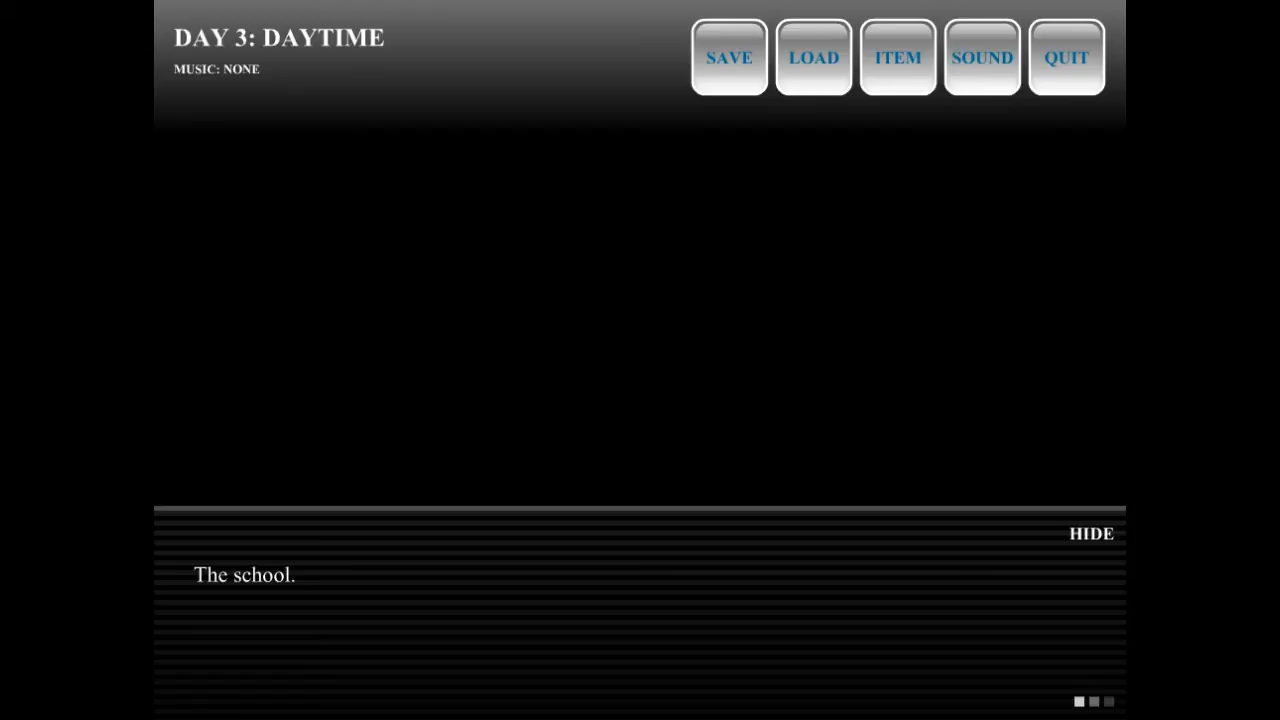 DAY 3: DAYTIME
MUSIC: NONE
SAVE LOAD ITEM SOUND QUIT
HIDE
The school.